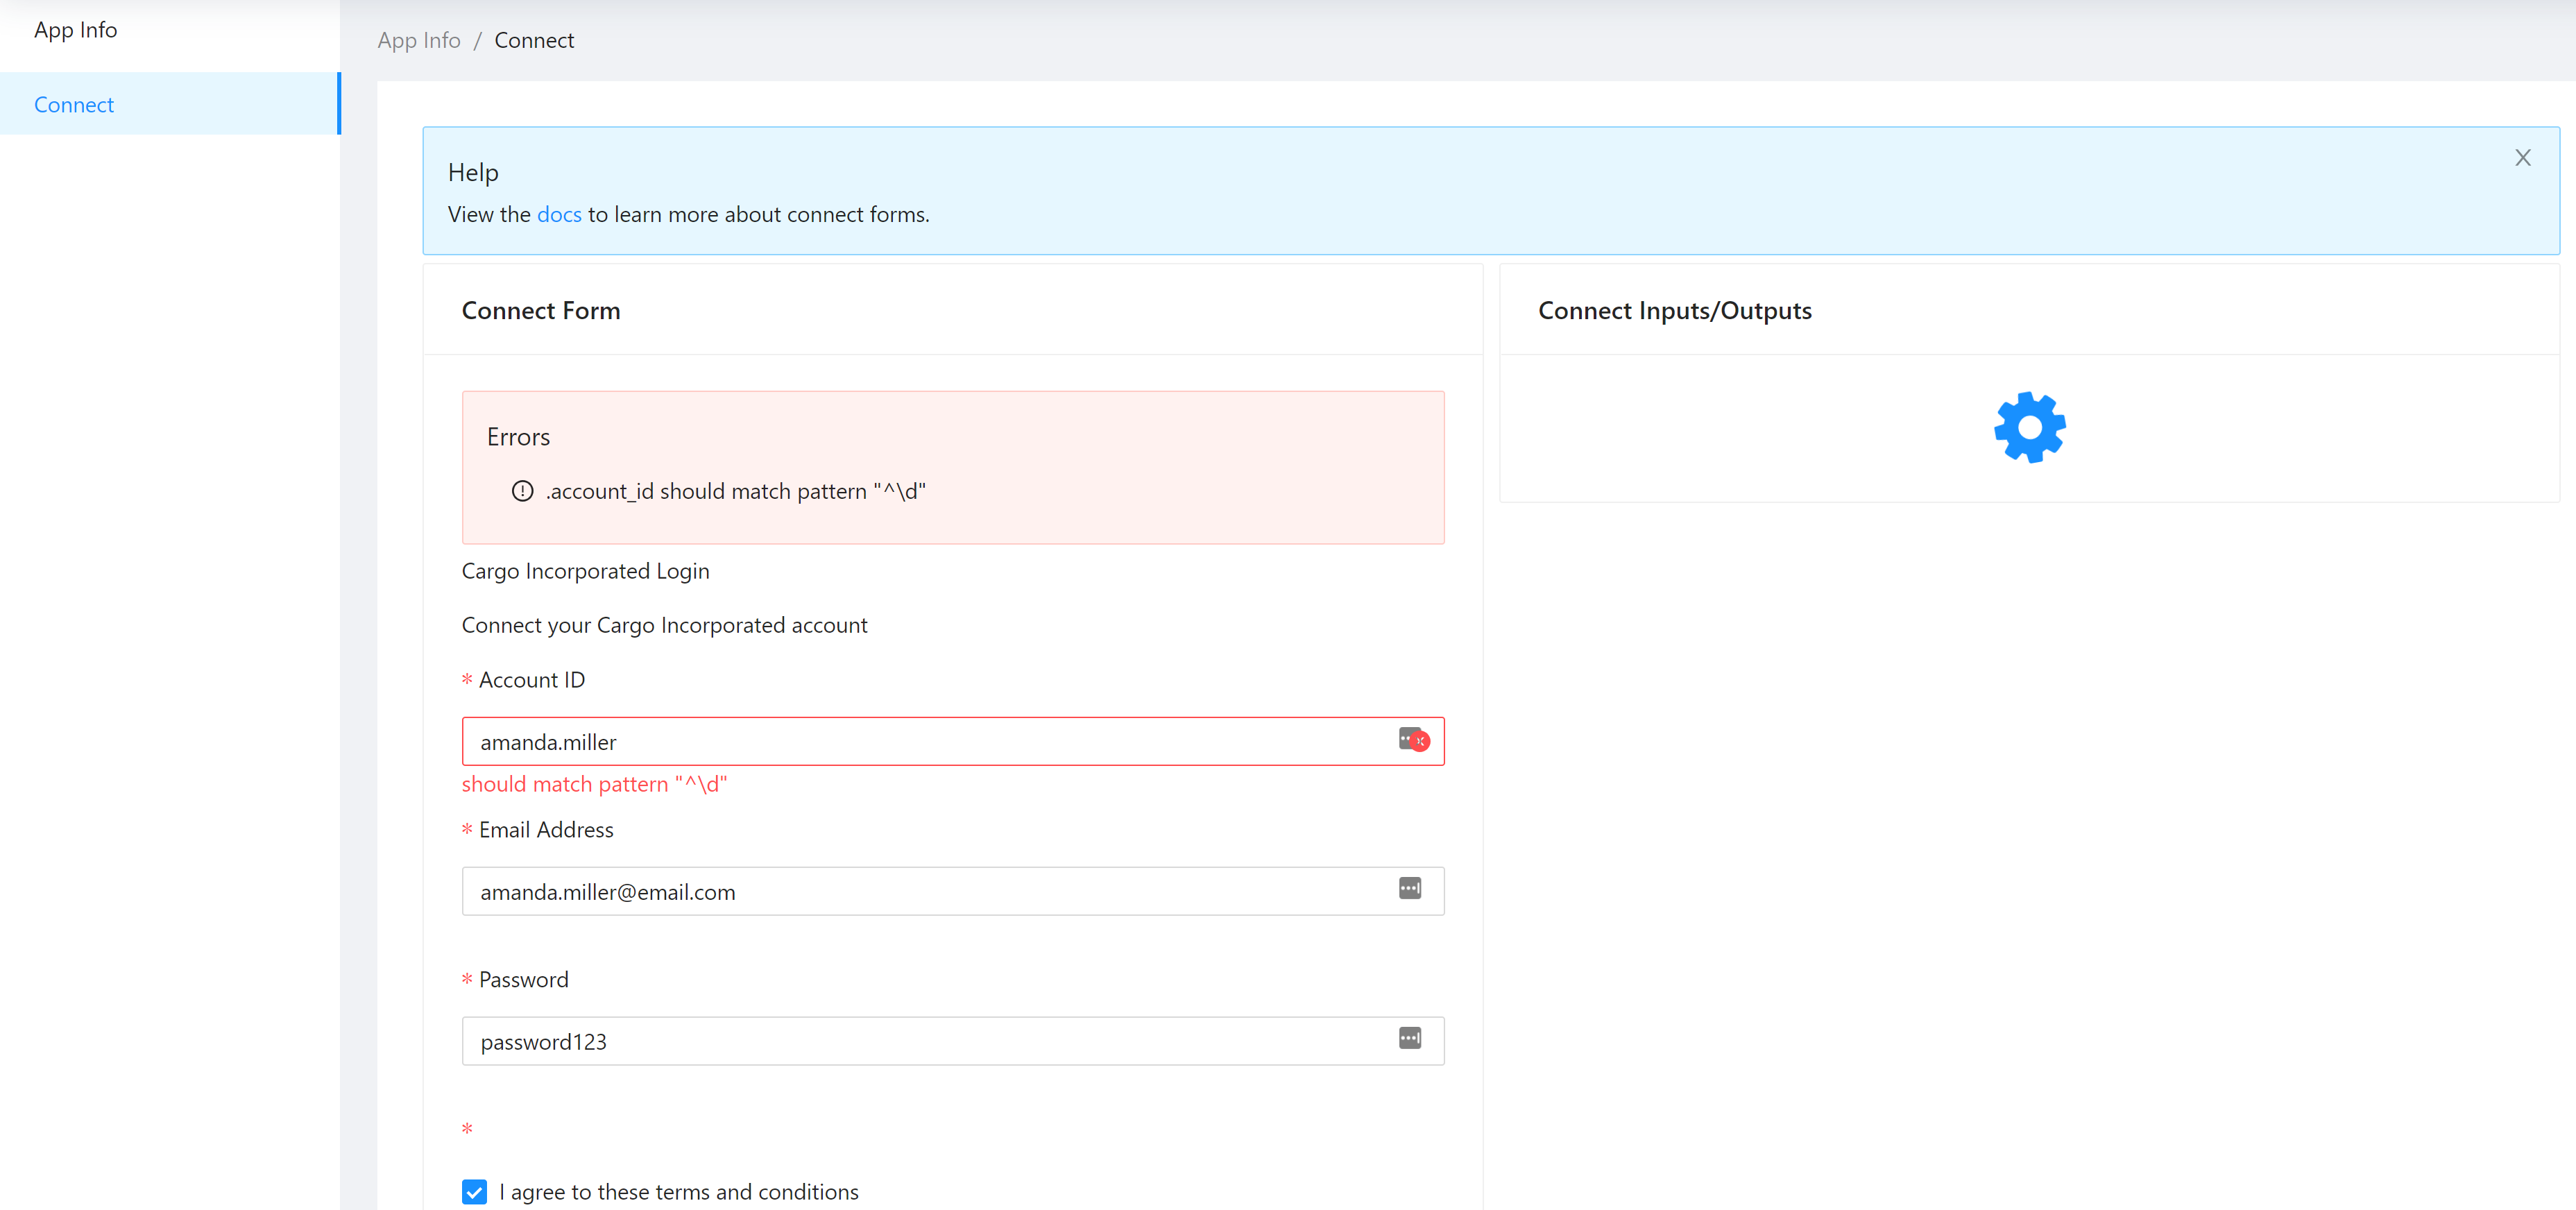 App Info
Connect
App Info / Connect
Help
View the docs to learn more about connect forms.
Connect Form
Errors
.account_id should match pattern "^\d"
Cargo Incorporated Login
Connect your Cargo Incorporated account
* Account ID
amanda.miller
should match pattern "^\d"
* Email Address
amanda.miller@email.com
* Password
password123
*
I agree to these terms and conditions
Connect Inputs/Outputs